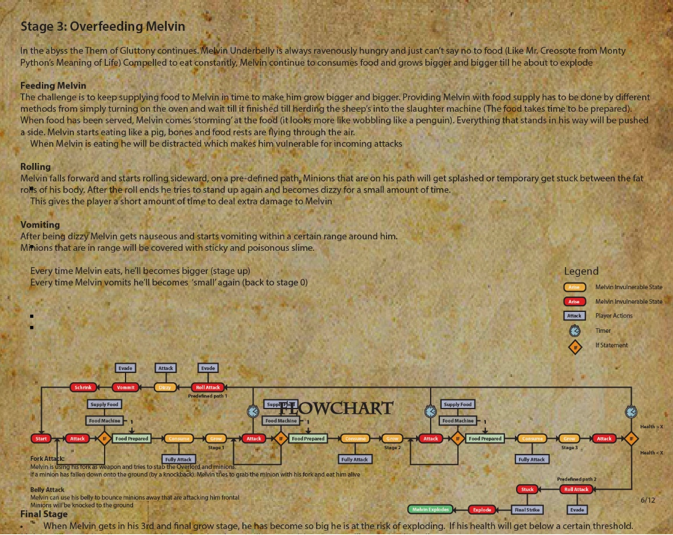 Stage 3: Overfeeding Melvin
In the abyss the Them of Gluttony continues. Melvin Underbelly is always ravenously hungry and just can't say no to food (Like Mr. Creosote from Monty
Python's Meaning of Life) Compelled to eat constantly, Melvin continue to consumes food and grows bigger and bigger till he about to explode
Feeding Melvin
The challenge is to keep supplying food to Melvin in time to make him grow bigger and bigger. Providing Melvin with food supply has to be done by different
methods from simply turning on the oven and wait till it finished till herding the sheep's into the slaughter machine (The food takes time to be prepared).
When food has been served, Melvin comes 'storming' at the food (it looks more like wobbling like a penguin). Everything that stands in his way will be pushed
a side. Melvin starts eating like a pig, bones and food rests are flying through the air.
When Melvin is eating he will be distracted which makes him vulnerable for incoming attacks
Rolling
Melvin falls forward and starts rolling sideward, on a pre-defined path, Minions that are on his path will get splashed or temporary get stuck between the fat
rolls of his body. After the roll ends he tries to stand up again and becomes dizzy for a small amount of time.
This gives the player a short amount of time to deal extra damage to Melvin
Vomiting
After being dizzy Melvin gets nauseous and starts vomiting within a certain range around him.
Minions that are in range will be covered with sticky and poisonous slime.
Every time Melvin eats, he'll becomes bigger (stage up)
Every time Melvin vomits he'll becomes 'small' again (back to stage 0)
Legend
Melvin Invulnerable State
Melvin Invulnerable State
Attack Player Actions
Timer
If Statement
Evade Attack Evade
Schrink Vommit Dizzy Roll Attack
Predefined path 1
Supply Food Supply Food Supply Food
FLOWCHART
Food Machine Food Machine Food Machine
Health < X
Start Attack Food Prepared Consume Grow Attack Food Prepared Consume Grow Attack Food Prepared Consume Grow Attack
Stage 1 Stage 2 Stage 3
Health < X
Fully Attack Fully Attack Fully Attack
Fork Attack:
Melvin is using his fork as weapon and tries to stab the Overlord and minions.
If a minion has fallen down onto the ground (by a knockback). Melvin tries to grab the minion with his fork and eat him alive
Predefined path 2
Stuck Roll Attack
Belly Attack
Melvin can use his belly to bounce minions away that are attacking him frontal
Minions will be knocked to the ground
6/12
Melvin Explodes Explode Final Strike Evade
Final Stage
When Melvin gets in his 3rd and final grow stage, he has become so big he is at the risk of exploding. If his health will get below a certain threshold.